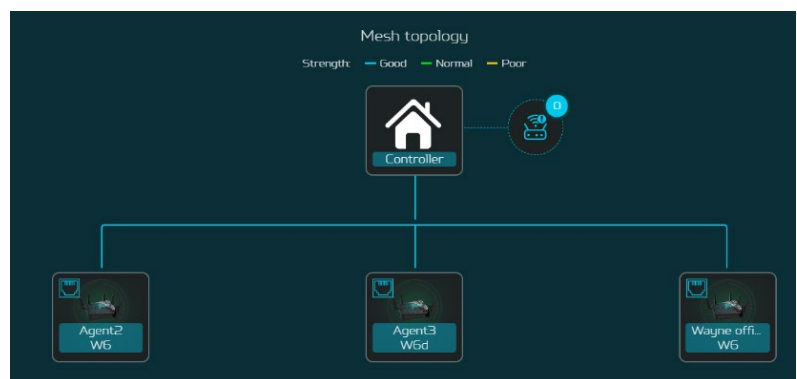 Mesh topology
Strength: Good Normal Poor
0
Controller
Agent2
W6
Agent3
W6d
Wayne offi...
W6